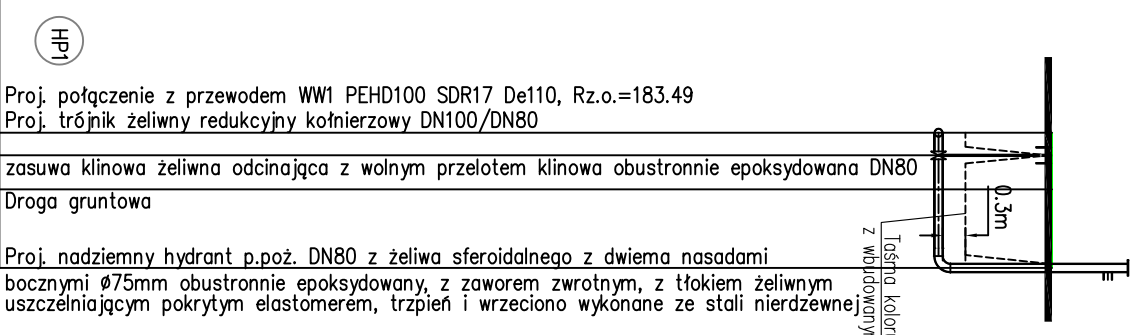 HP1
Proj. połączenie z przewodem WW1 PEHD100 SDR17 De110, Rz.o.=183.49
Proj. trójnik żeliwny redukcyjny kołnierzowy DN100/DN80
zasuwa klinowa żeliwna odcinająca z wolnym przelotem klinowa obustronnie epoksydowana DN80
Droga gruntowa
Proj. nadziemny hydrant p.poż. DN80 z żeliwa sferoidalnego z dwiema nasadami
bocznymi ø75mm obustronnie epoksydowany, z zaworem zwrotnym, z tłokiem żeliwnym
uszczelniającym pokrytym elastomerem, trzpień i wrzeciono wykonane ze stali nierdzewnej
0.3m
Taśma
z